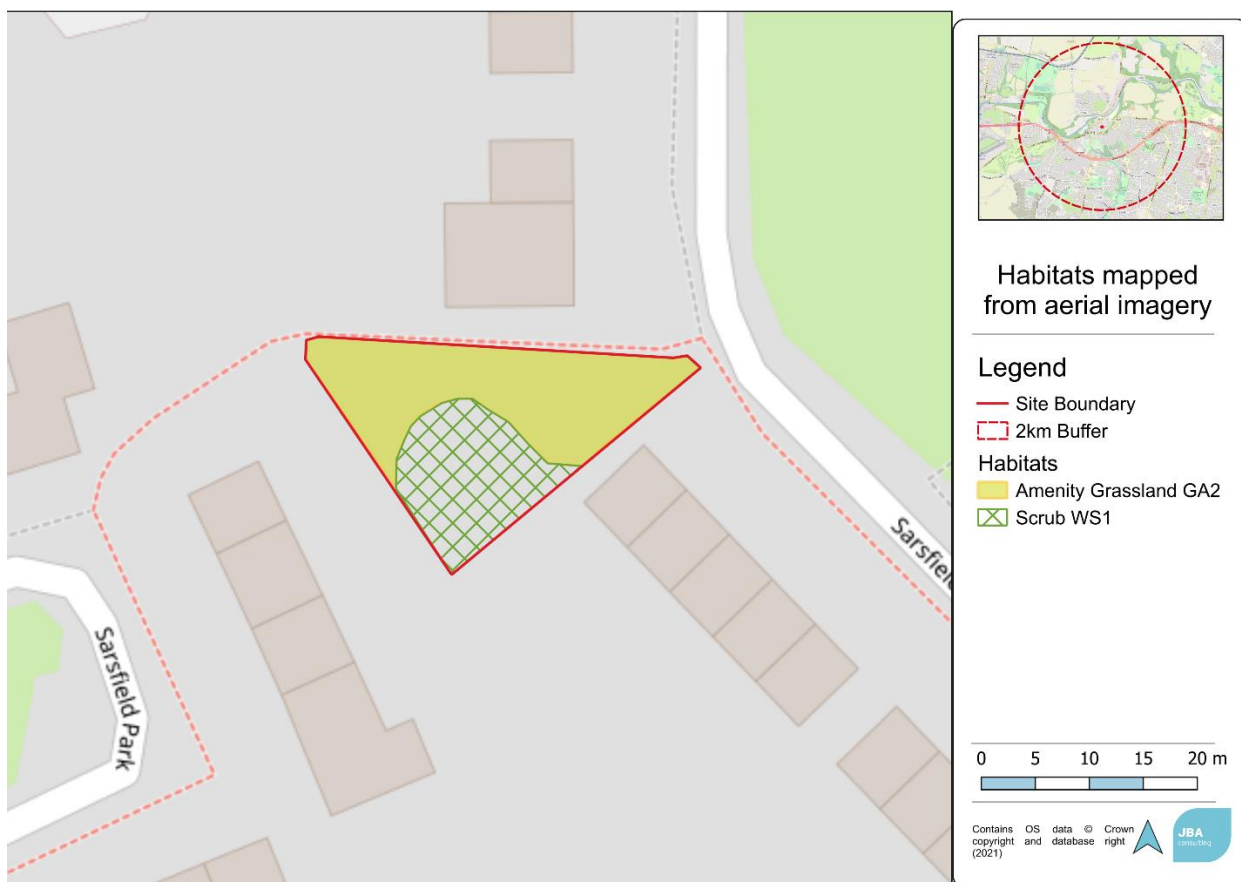 Habitats mapped
from aerial imagery
Legend
Site Boundary
2km Buffer
Habitats
Amenity Grassland GA2
Scrub WS1
Sarsfield
Sarsfield Park
0 5 10 15 20 m
Contains OS data © Crown
copyright and database right
(2021)
JBA
consulting